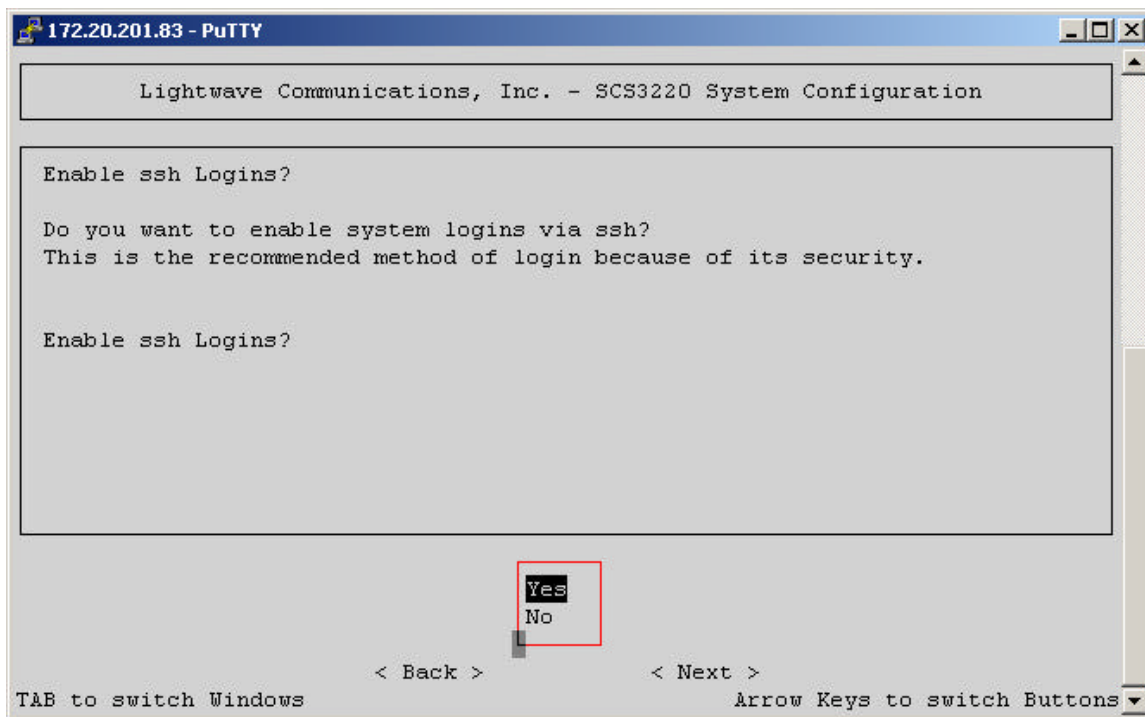 172.20.201.83 - PuTTY
Lightwave Communications, Inc. - SCS3220 System Configuration
Enable ssh Logins?
Do you want to enable system logins via ssh?
This is the recommended method of login because of its security.
Enable ssh Logins?
Yes
No
< Back > < Next >
TAB to switch Windows Arrow Keys to switch Buttons